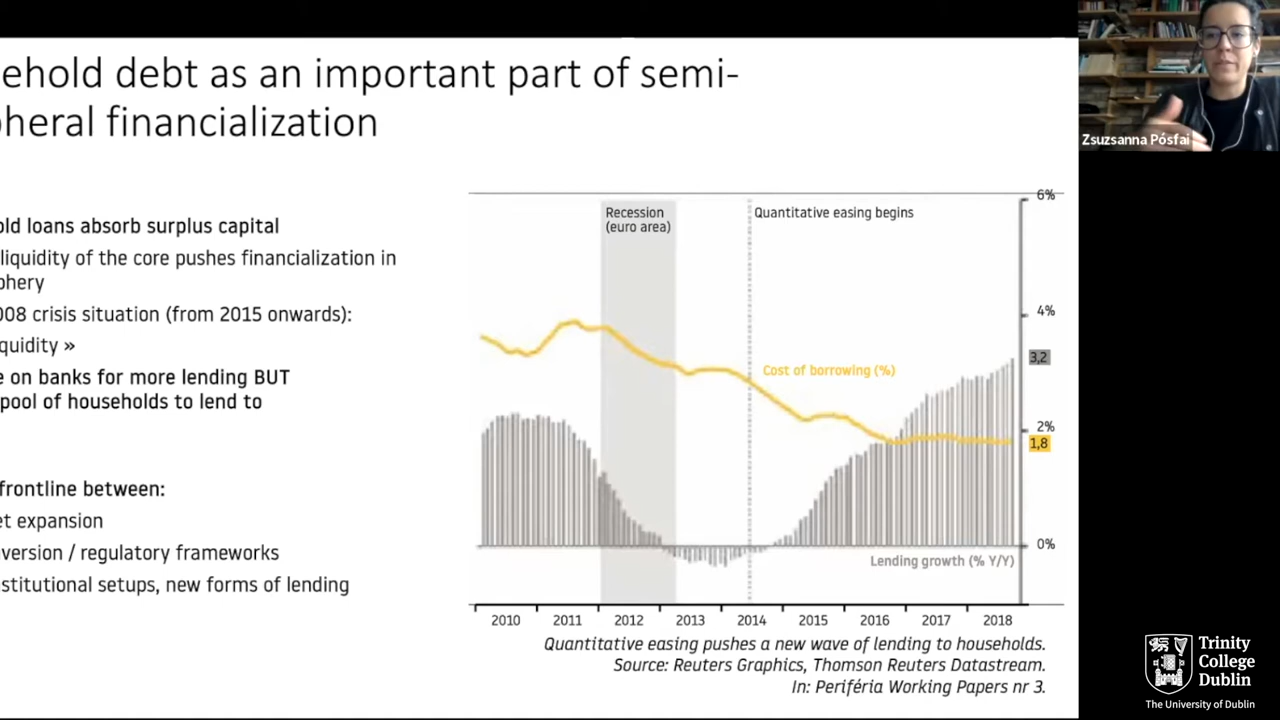 ehold debt as an important part of semi-
pheral financialization
old loans absorb surplus capital
liquidity of the core pushes financialization in
phery
008 crisis situation (from 2015 onwards):
quidity »
e on banks for more lending BUT
pool of households to lend to
frontline between:
et expansion
version / regulatory frameworks
nstitutional setups, new forms of lending
Recession
(euro area)
Quantitative easing begins
6%
4%
3,2
Cost of borrowing (%)
2%
1,8
0%
Lending growth (% Y/Y)
2010 2011 2012 2013 2014 2015 2016 2017 2018
Quantitative easing pushes a new wave of lending to households.
Source: Reuters Graphics, Thomson Reuters Datastream.
In: Periféria Working Papers nr 3.
Zsuzsanna Pósfai
Trinity
College
Dublin
The University of Dublin